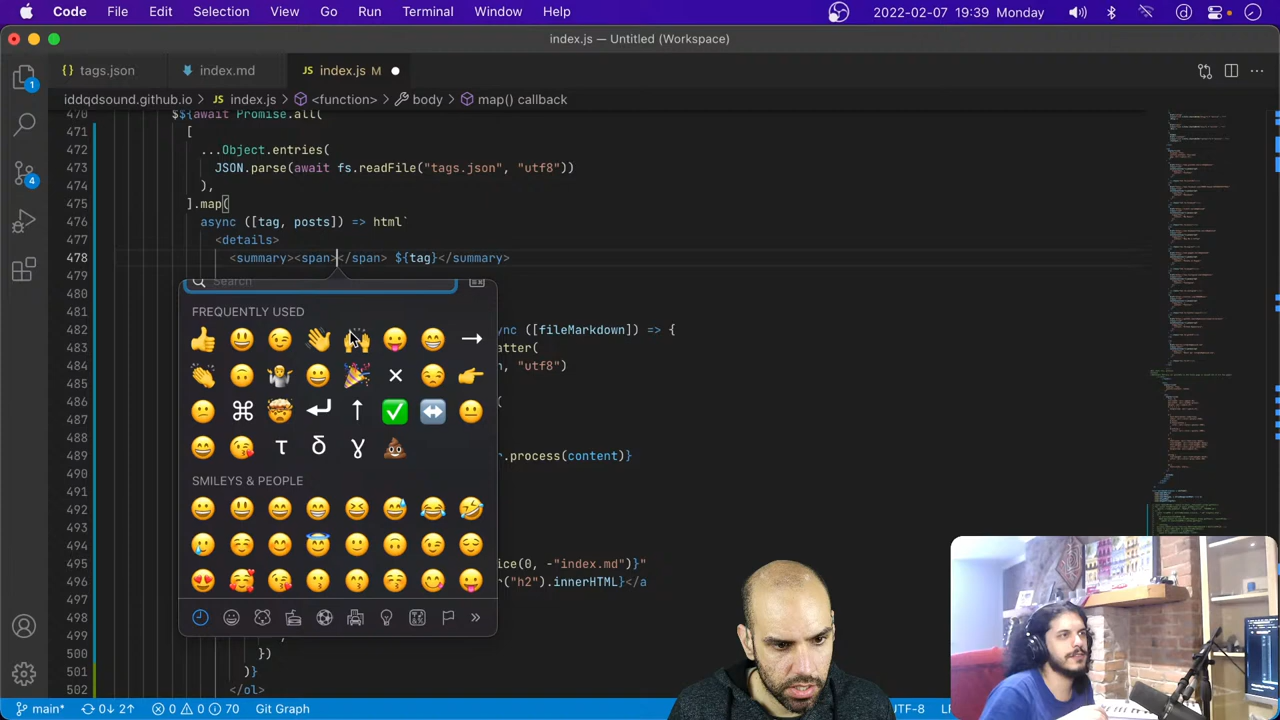 Code File Edit Selection View Go Run Terminal Window Help 2022-02-07 19:39 Monday
index.js — Untitled (Workspace)
tags.json index.md index.js M
iddqdsound.github.io > JS index.js > <function> > body > map() callback
470 $${await Promise.all(
471 [
472 ...Object.entries(
473 JSON.parse(await fs.readFile("tags.json", "utf8"))
474 ),
475 ].map(
476 async ([tag, posts]) => html`
477 <details>
478 <summary><span></span> ${tag}</summary>
479
Search
480
FREQUENTLY USED
481
482 ync ([fileMarkdown]) => {
483 tter(
484 , "utf8")
485
486 (
487
488
489 .process(content)}
490
SMILEYS & PEOPLE
491
492
493
494
495 ice(0, -"index.md")}"
496 r("h2").innerHTML}</a
497
498
499 ,
500 })
501 )}
502 </ol>
main* 0↓ 2↑ 0 0 70 Git Graph UTF-8